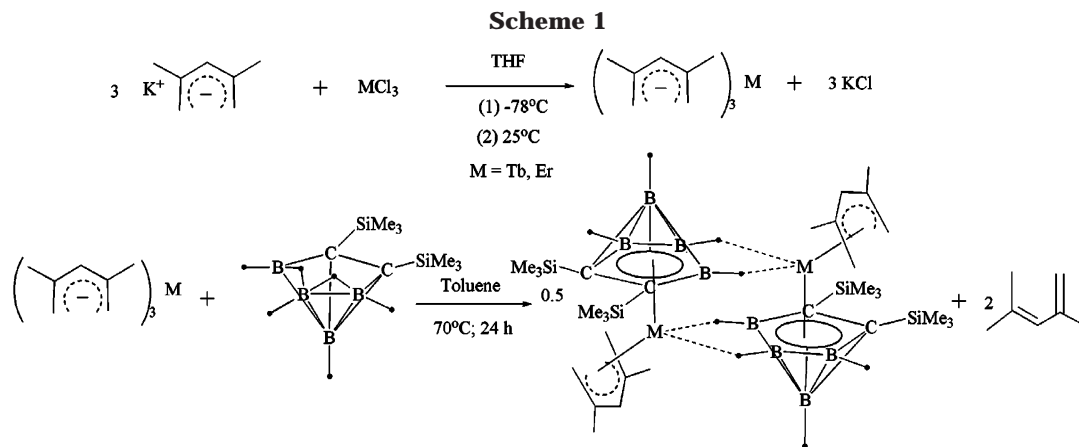 Scheme 1
3 K+ − + MCl3 THF (1) -78°C (2) 25°C M = Tb, Er ( − )3 M + 3 KCl
( − )3 M + SiMe3 C C SiMe3 B B B B Toluene 70°C; 24 h 0.5
B B B C B C Me3Si Me3Si M
M SiMe3 C C SiMe3 B B B B
+ 2